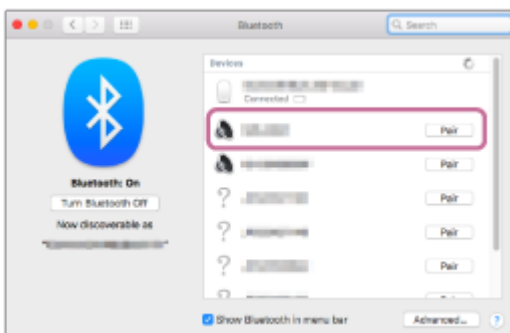 Bluetooth
Search
Devices
Connected
Pair
Pair
Pair
Pair
Pair
Bluetooth: On
Turn Bluetooth Off
Now discoverable as
Show Bluetooth in menu bar
Advanced...
?